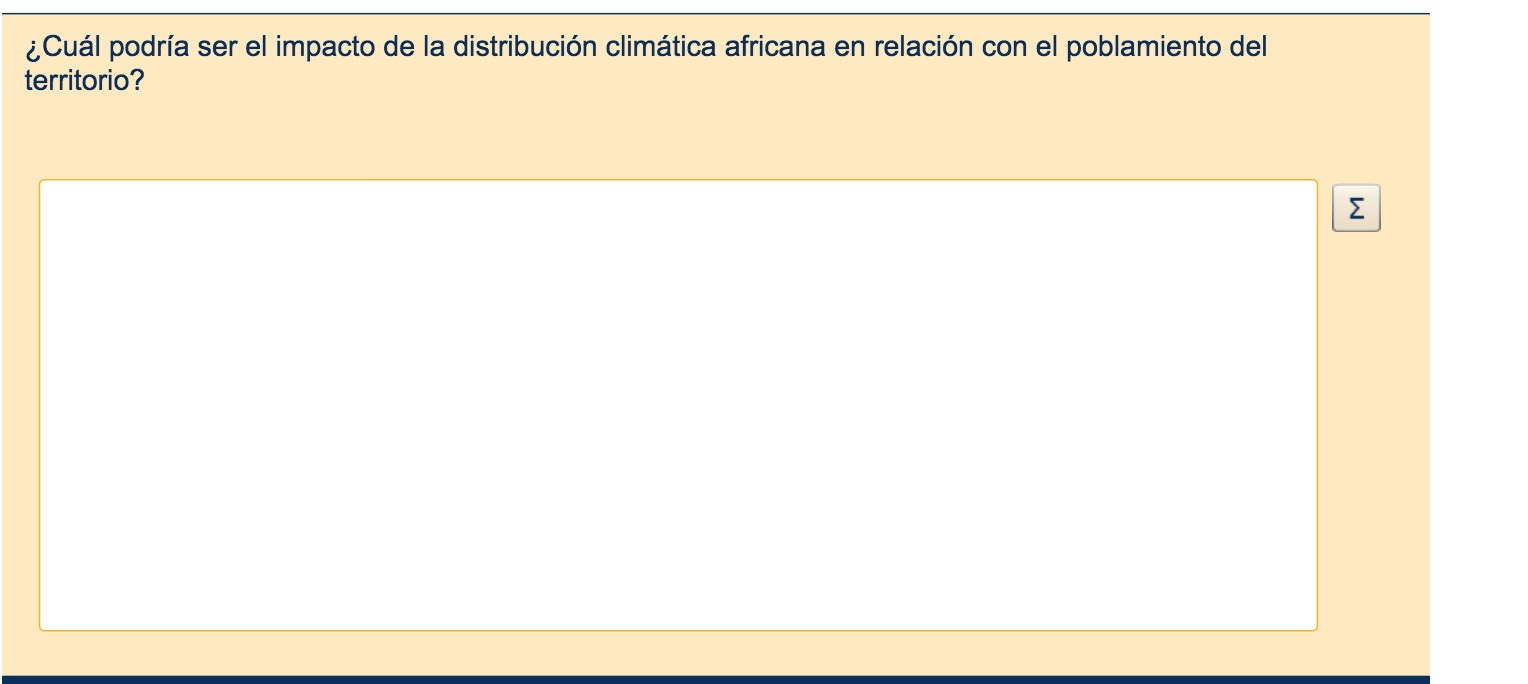 ¿Cuál podría ser el impacto de la distribución climática africana en relación con el poblamiento del
territorio?
Σ